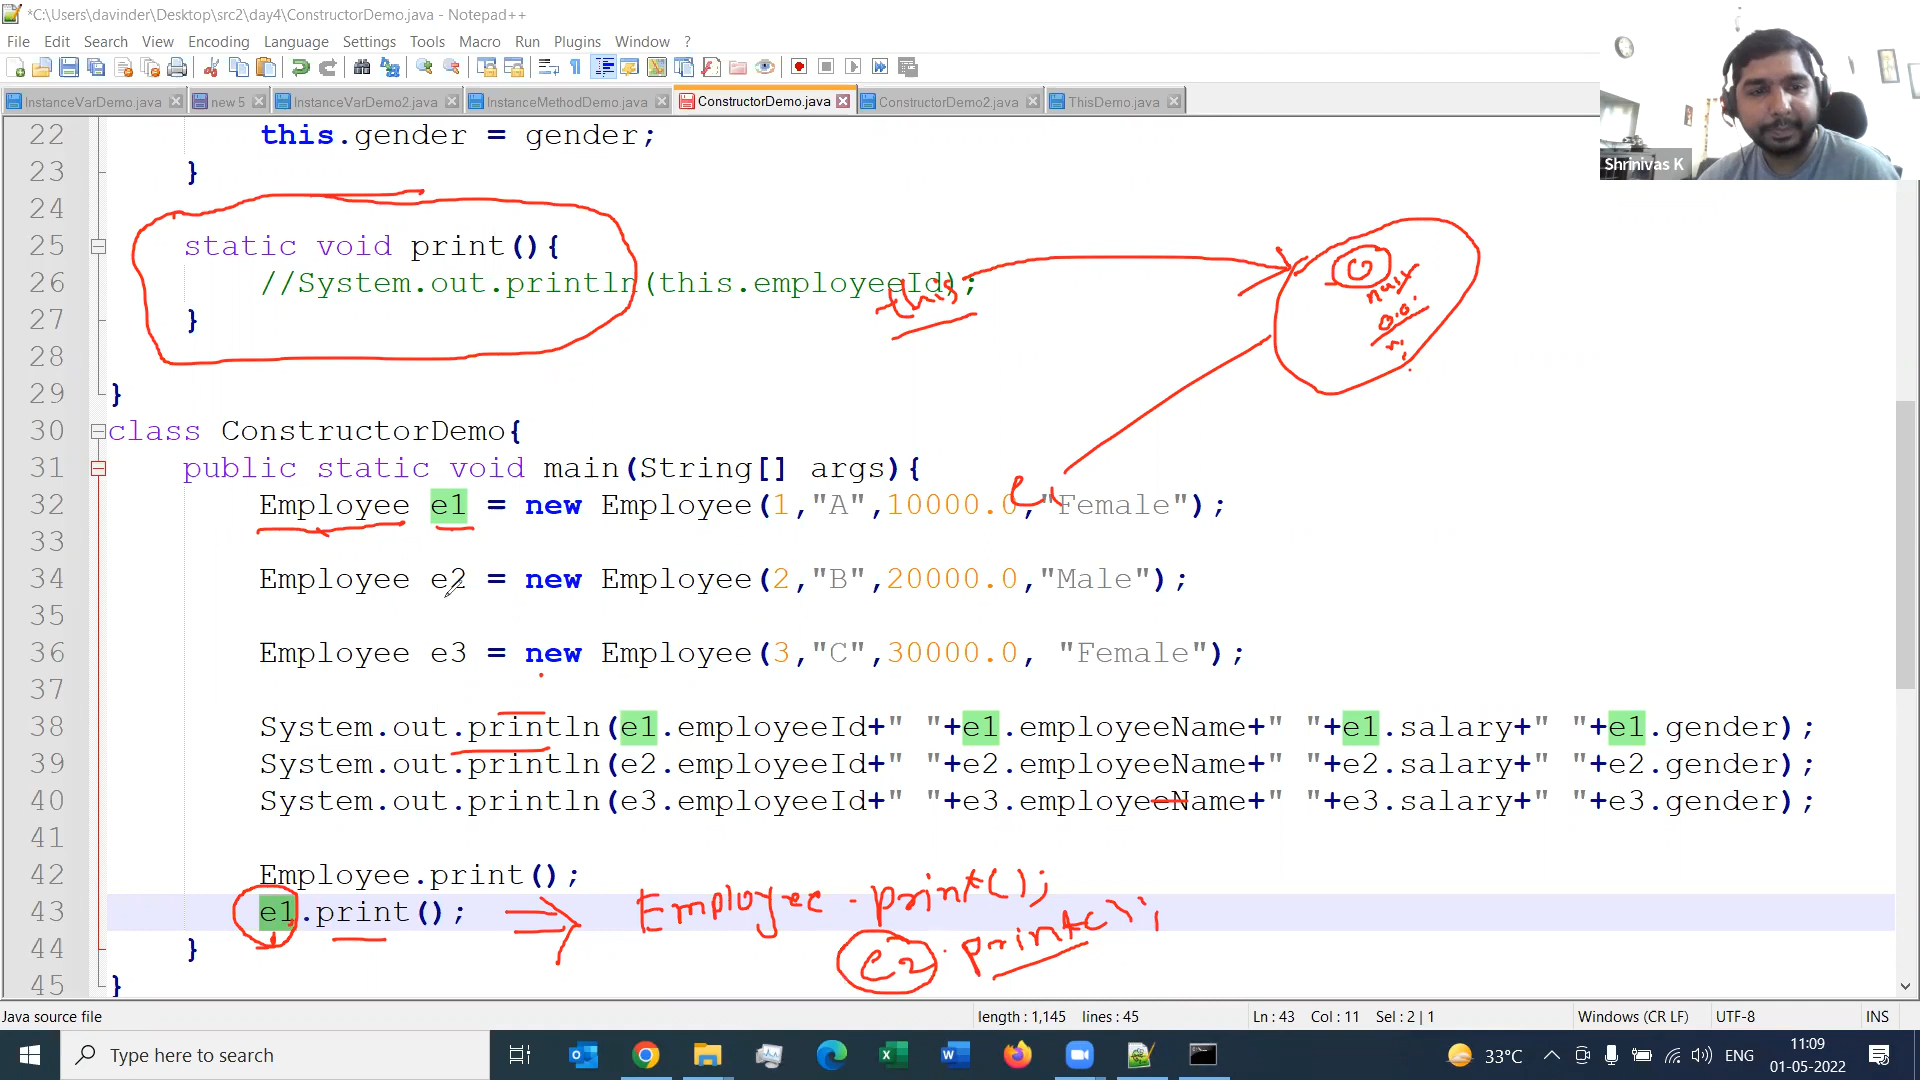 *C:\Users\davinder\Desktop\src2\day4\ConstructorDemo.java - Notepad++
File Edit Search View Encoding Language Settings Tools Macro Run Plugins Window ?
InstanceVarDemo.java new 5 InstanceVarDemo2.java InstanceMethodDemo.java ConstructorDemo.java ConstructorDemo2.java ThisDemo.java
Shrinivas K
22 this.gender = gender;
23 }
24
25 static void print(){
26 //System.out.println(this.employeeId);
this
null
0.0
27 }
28
29 }
30 class ConstructorDemo{
31 public static void main(String[] args){
32 Employee e1 = new Employee(1,"A",10000.0,"Female");
e1
33
34 Employee e2 = new Employee(2,"B",20000.0,"Male");
35
36 Employee e3 = new Employee(3,"C",30000.0, "Female");
37
38 System.out.println(e1.employeeId+" "+e1.employeeName+" "+e1.salary+" "+e1.gender);
39 System.out.println(e2.employeeId+" "+e2.employeeName+" "+e2.salary+" "+e2.gender);
40 System.out.println(e3.employeeId+" "+e3.employeeName+" "+e3.salary+" "+e3.gender);
41
42 Employee.print();
43 e1.print();
Employee.print();
e2.print();
44 }
45 }
Java source file length : 1,145 lines : 45 Ln : 43 Col : 11 Sel : 2 | 1 Windows (CR LF) UTF-8 INS
Type here to search 33°C ENG 11:09
01-05-2022